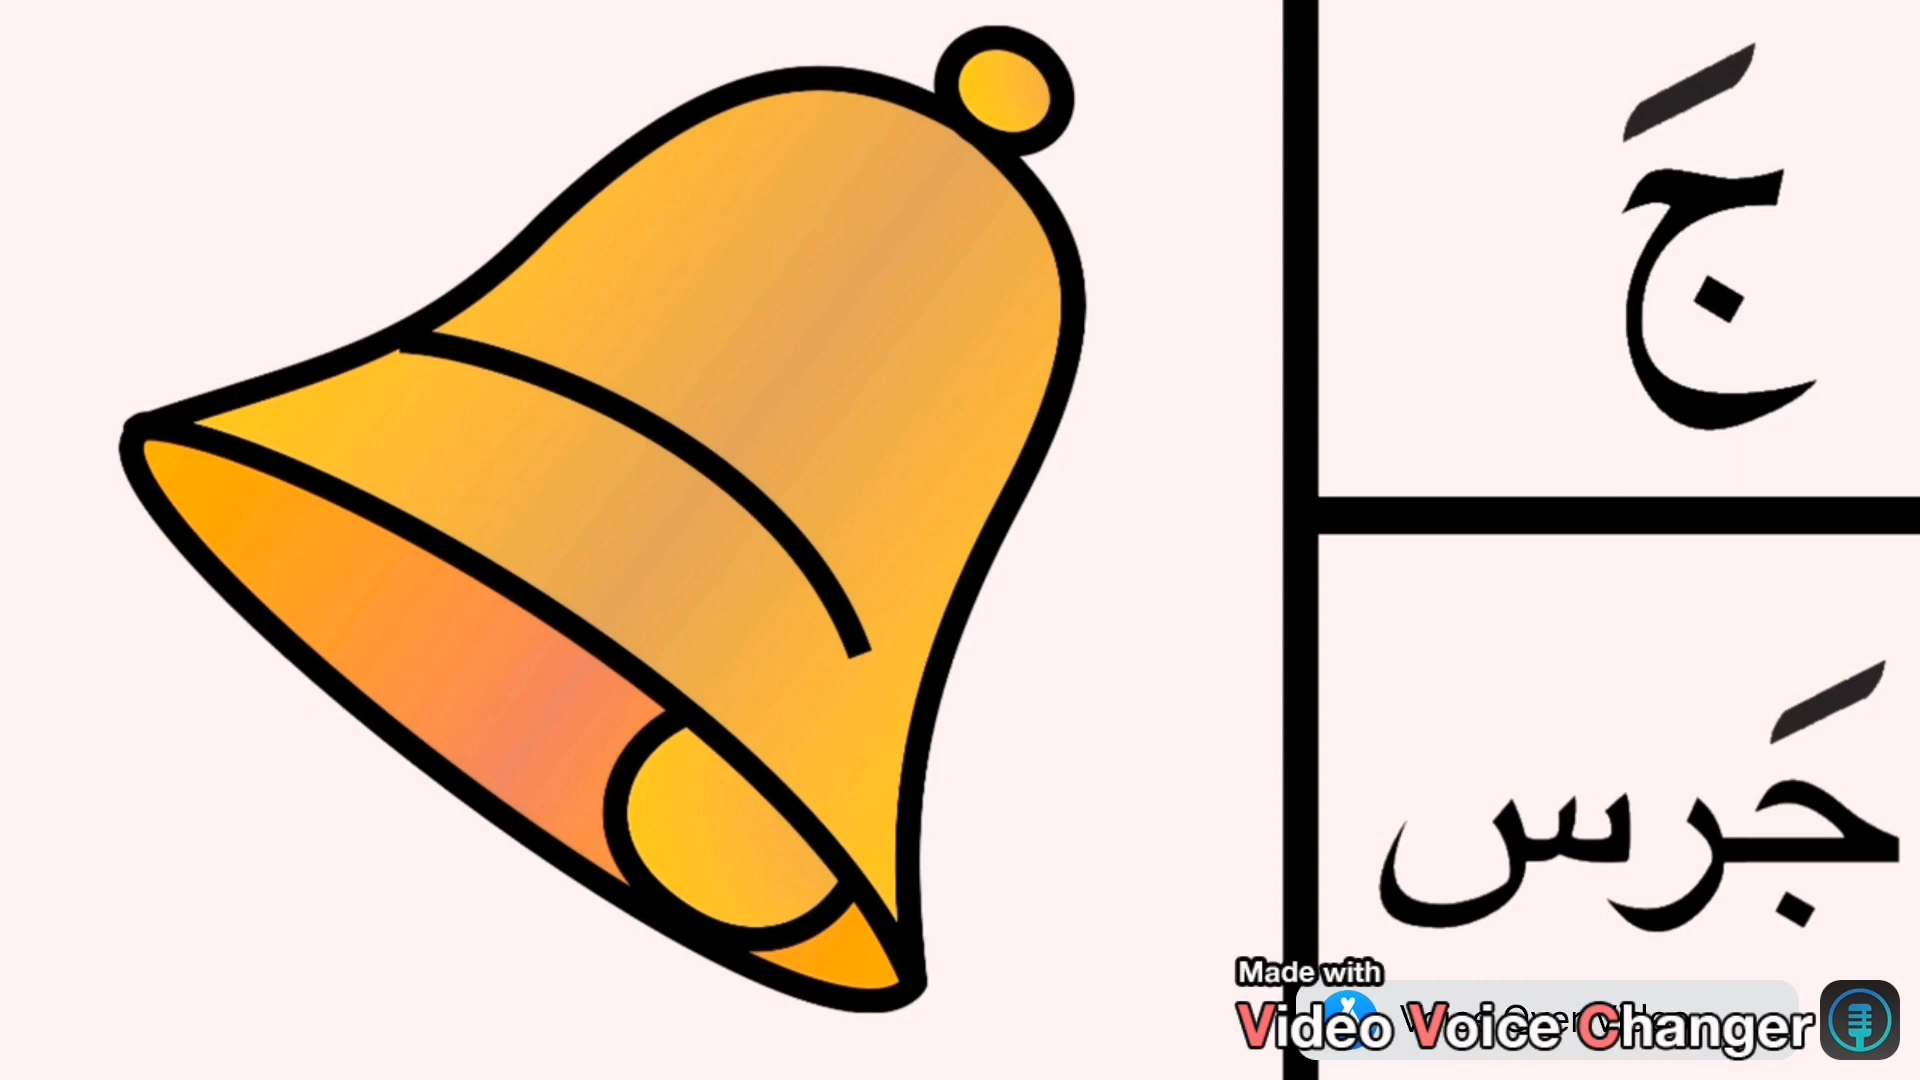 جَ
جَرس
Made with
Video Voice Changer